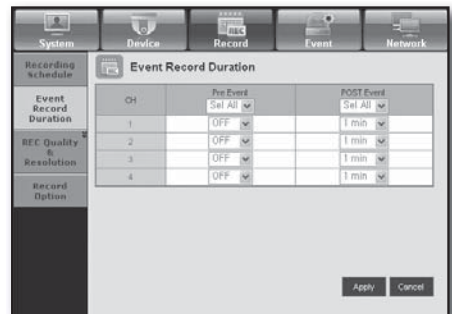 System Device Record Event Network
Recording
Schedule
Event
Record
Duration
REC Quality
&
Resolution
Record
Option
REC
Event Record Duration
CH Pre Event POST Event
Sel All Sel All
1 OFF 1 min
2 OFF 1 min
3 OFF 1 min
4 OFF 1 min
Apply Cancel